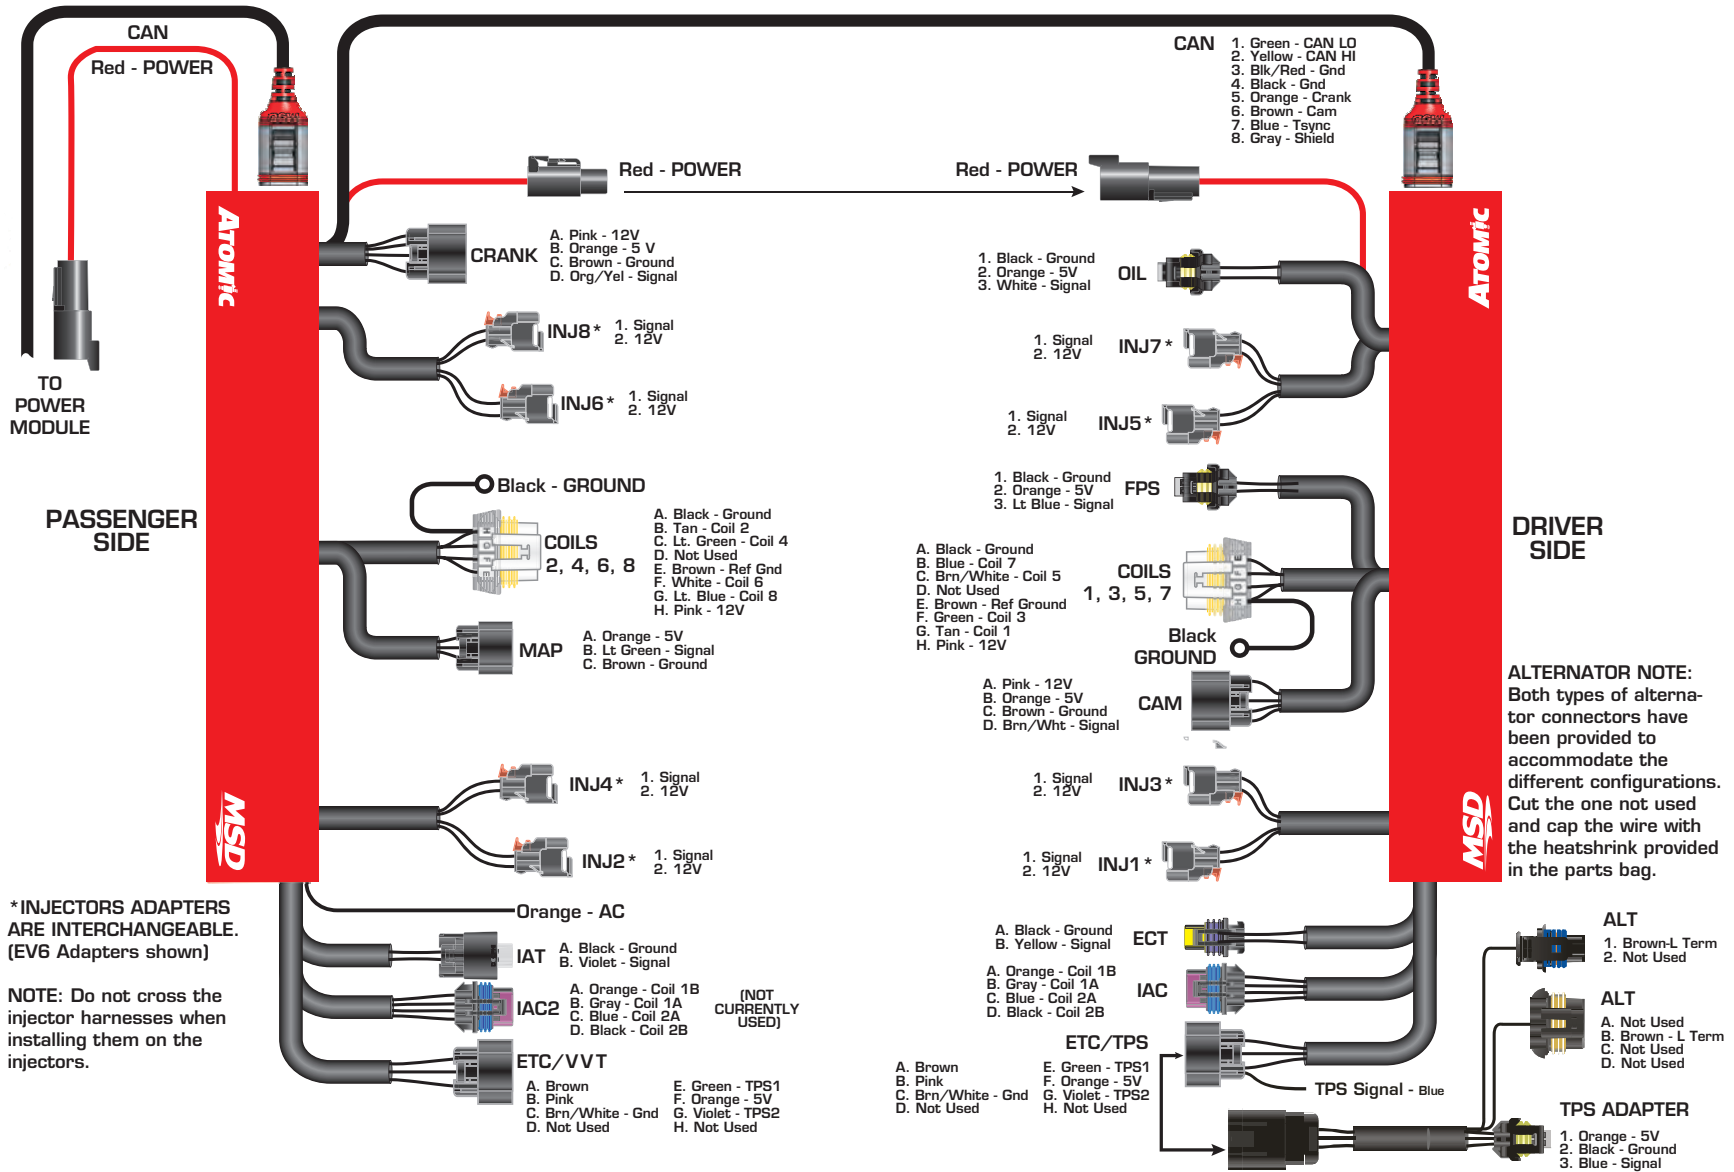 CAN
Red - POWER
TO
POWER
MODULE
PASSENGER
SIDE
*INJECTORS ADAPTERS
ARE INTERCHANGEABLE.
(EV6 Adapters shown)
NOTE: Do not cross the
injector harnesses when
installing them on the
injectors.
ATOMIC
MSD
Red - POWER
CRANK
A. Pink - 12V
B. Orange - 5 V
C. Brown - Ground
D. Org/Yel - Signal
INJ8*
1. Signal
2. 12V
INJ6*
1. Signal
2. 12V
Black - GROUND
COILS
2, 4, 6, 8
H G F E
A. Black - Ground
B. Tan - Coil 2
C. Lt. Green - Coil 4
D. Not Used
E. Brown - Ref Gnd
F. White - Coil 6
G. Lt. Blue - Coil 8
H. Pink - 12V
MAP
A. Orange - 5V
B. Lt Green - Signal
C. Brown - Ground
INJ4*
1. Signal
2. 12V
INJ2*
1. Signal
2. 12V
Orange - AC
IAT
A. Black - Ground
B. Violet - Signal
IAC2
A. Orange - Coil 1B
B. Gray - Coil 1A
C. Blue - Coil 2A
D. Black - Coil 2B
(NOT
CURRENTLY
USED)
ETC/VVT
A. Brown
B. Pink
C. Brn/White - Gnd
D. Not Used
E. Green - TPS1
F. Orange - 5V
G. Violet - TPS2
H. Not Used
CAN
1. Green - CAN LO
2. Yellow - CAN HI
3. Blk/Red - Gnd
4. Black - Gnd
5. Orange - Crank
6. Brown - Cam
7. Blue - Tsync
8. Gray - Shield
Red - POWER
OIL
1. Black - Ground
2. Orange - 5V
3. White - Signal
INJ7*
1. Signal
2. 12V
INJ5*
1. Signal
2. 12V
FPS
1. Black - Ground
2. Orange - 5V
3. Lt Blue - Signal
COILS
1, 3, 5, 7
H G F E
A. Black - Ground
B. Blue - Coil 7
C. Brn/White - Coil 5
D. Not Used
E. Brown - Ref Ground
F. Green - Coil 3
G. Tan - Coil 1
H. Pink - 12V
Black
GROUND
CAM
A. Pink - 12V
B. Orange - 5V
C. Brown - Ground
D. Brn/Wht - Signal
INJ3*
1. Signal
2. 12V
INJ1*
1. Signal
2. 12V
ECT
A. Black - Ground
B. Yellow - Signal
IAC
A. Orange - Coil 1B
B. Gray - Coil 1A
C. Blue - Coil 2A
D. Black - Coil 2B
ETC/TPS
A. Brown
B. Pink
C. Brn/White - Gnd
D. Not Used
E. Green - TPS1
F. Orange - 5V
G. Violet - TPS2
H. Not Used
TPS Signal - Blue
ATOMIC
MSD
DRIVER
SIDE
ALTERNATOR NOTE:
Both types of alterna-
tor connectors have
been provided to
accommodate the
different configurations.
Cut the one not used
and cap the wire with
the heatshrink provided
in the parts bag.
ALT
1. Brown-L Term
2. Not Used
ALT
A. Not Used
B. Brown - L Term
C. Not Used
D. Not Used
TPS ADAPTER
1. Orange - 5V
2. Black - Ground
3. Blue - Signal